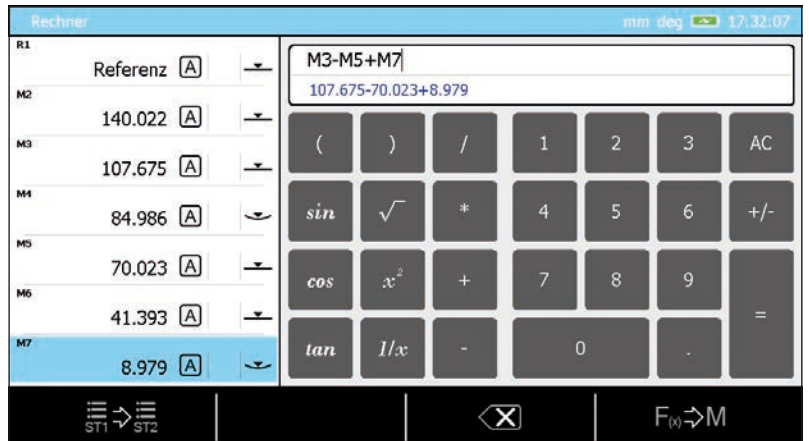 Rechner mm deg 17:32:07
R1
Referenz A
M2
140.022 A
M3
107.675 A
M4
84.986 A
M5
70.023 A
M6
41.393 A
M7
8.979 A
M3-M5+M7
107.675-70.023+8.979
( ) / 1 2 3 AC
sin √ * 4 5 6 +/-
cos x² + 7 8 9
tan 1/x - 0 . =
ST1 ⇨ ST2
F(x)⇨M